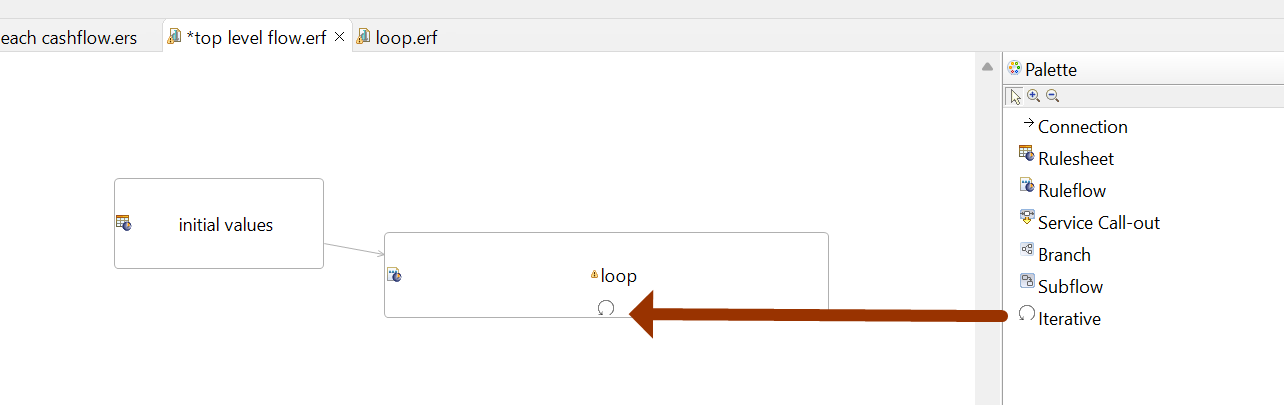 each cashflow.ers
*top level flow.erf
loop.erf
Palette
Connection
Rulesheet
Ruleflow
Service Call-out
Branch
Subflow
Iterative
initial values
loop